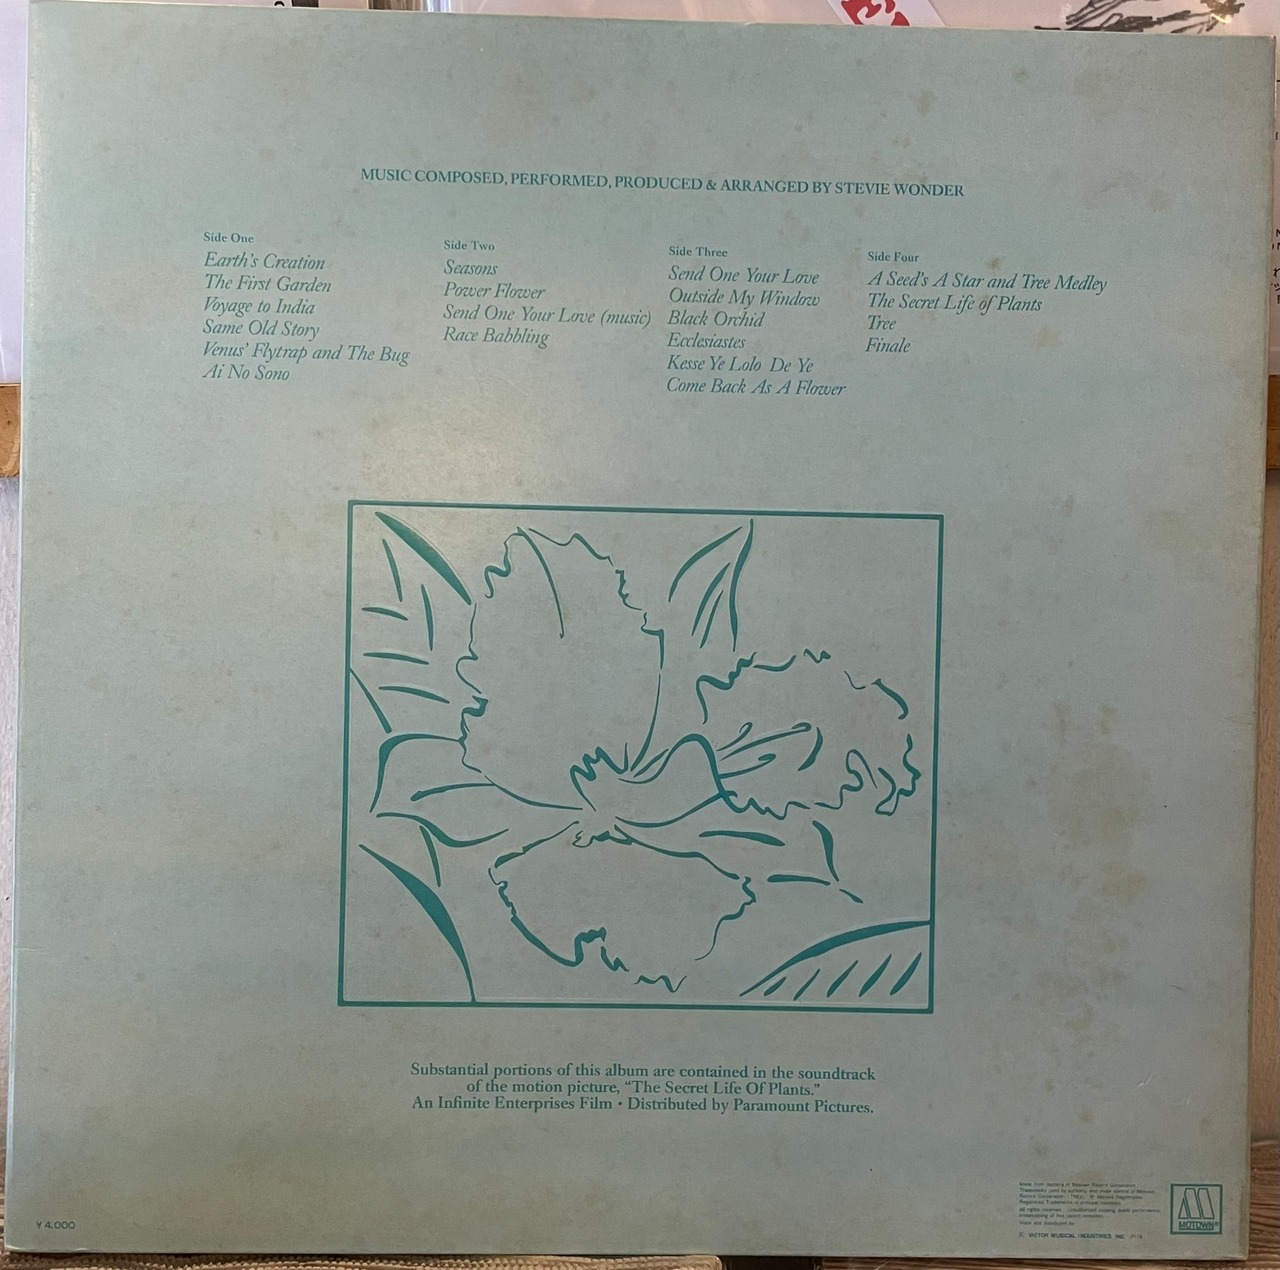 MUSIC COMPOSED, PERFORMED, PRODUCED & ARRANGED BY STEVIE WONDER
Side One
Earth's Creation
The First Garden
Voyage to India
Same Old Story
Venus' Flytrap and The Bug
Ai No Sono
Side Two
Seasons
Power Flower
Send One Your Love (music)
Race Babbling
Side Three
Send One Your Love
Outside My Window
Black Orchid
Ecclesiastes
Kesse Ye Lolo De Ye
Come Back As A Flower
Side Four
A Seed's A Star and Tree Medley
The Secret Life of Plants
Tree
Finale
Substantial portions of this album are contained in the soundtrack
of the motion picture, “The Secret Life Of Plants.”
An Infinite Enterprises Film • Distributed by Paramount Pictures.
¥ 4.000
VICTOR MUSICAL INDUSTRIES, INC
MOTOWN®